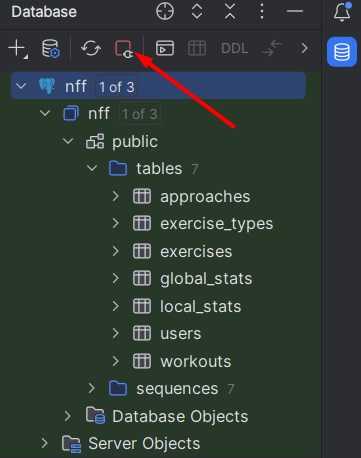 Database
DDL
nff 1 of 3
nff 1 of 3
public
tables 7
approaches
exercise_types
exercises
global_stats
local_stats
users
workouts
sequences 7
Database Objects
Server Objects